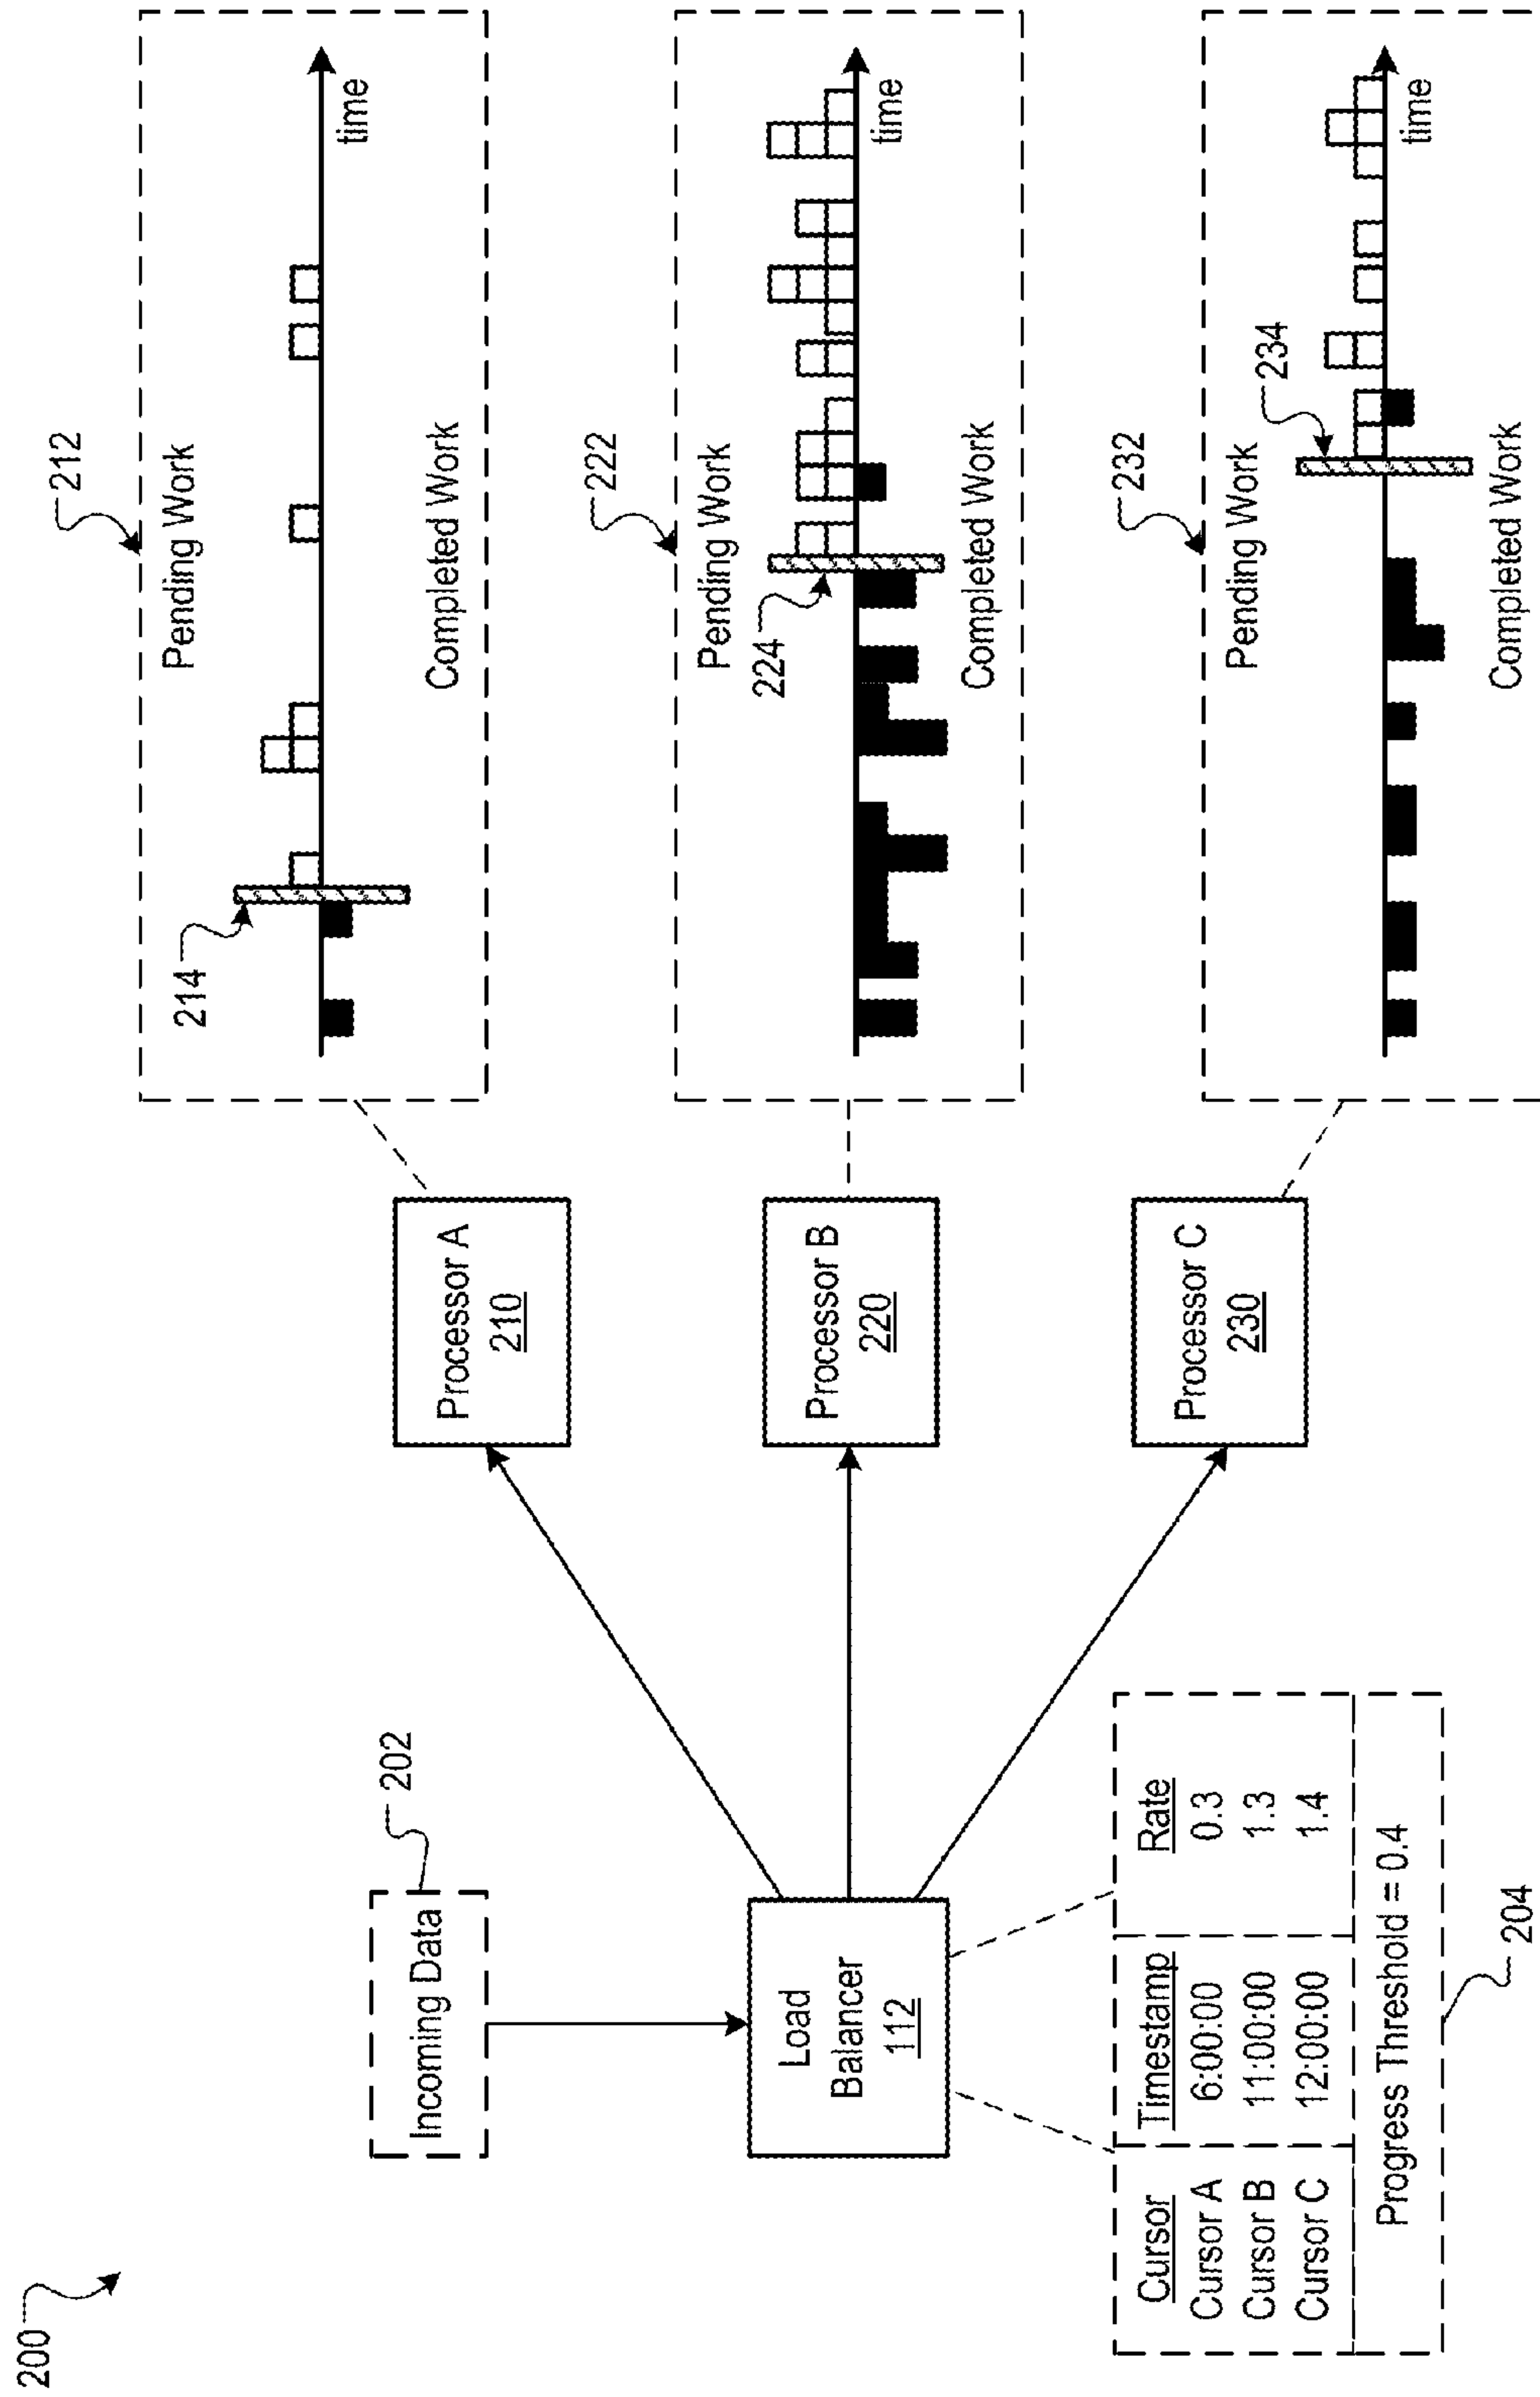 200
Incoming Data
202
Load
Balancer
112
Cursor Timestamp Rate
Cursor A 6:00:00 0.3
Cursor B 11:00:00 1.3
Cursor C 12:00:00 1.4
Progress Threshold = 0.4
204
Processor A
210
Processor B
220
Processor C
230
212
Pending Work
214
time
Completed Work
222
Pending Work
224
time
Completed Work
232
Pending Work
234
time
Completed Work